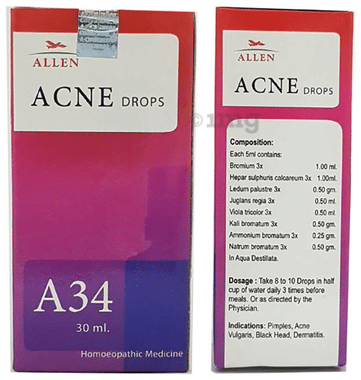 ALLEN
ACNE DROPS
A34
30 ml.
Homoeopathic Medicine
ALLEN
ACNE DROPS
Composition:
Each 5ml contains:
Bromium 3x 1.00 ml.
Hepar sulphuris calcareum 3x 1.00ml.
Ledum palustre 3x 0.50 gm.
Juglans regia 3x 0.50 ml.
Viola tricolor 3x 0.50 ml.
Kali bromatum 3x 0.50 gm.
Ammonium bromatum 3x 0.25 gm.
Natrum bromatum 3x 0.50 gm.
In Aqua Destillata.
Dosage : Take 8 to 10 Drops in half
cup of water daily 3 times before
meals. Or as directed by the
Physician.
Indications: Pimples, Acne
Vulgaris, Black Head, Dermatitis.
1mg